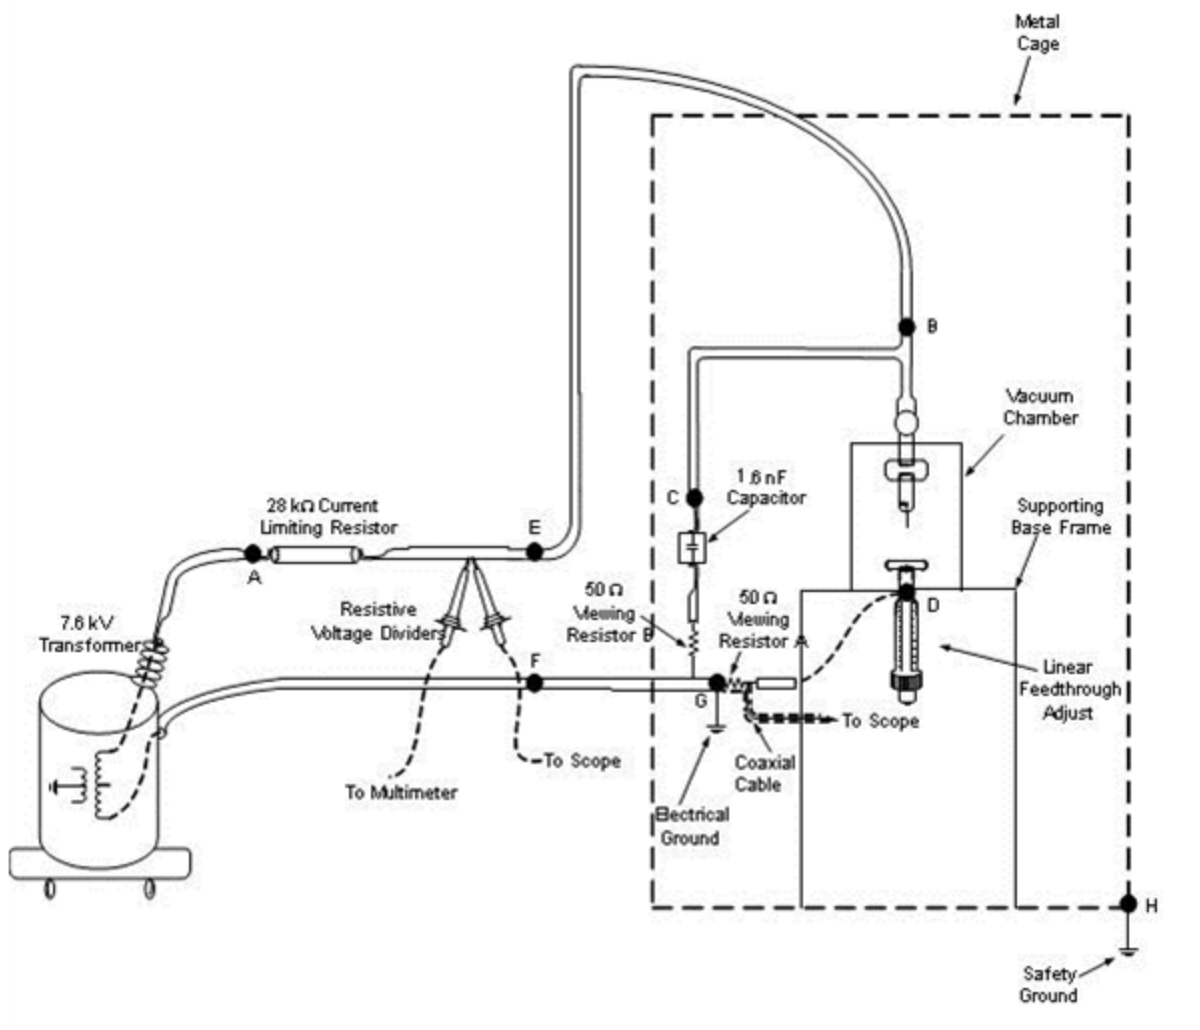 Metal
Cage
B
Vacuum
Chamber
C
1.6 nF
Capacitor
28 kΩ Current
Limiting Resistor
E
A
Supporting
Base Frame
50 Ω
Viewing
Resistor B
50 Ω
Viewing
Resistor A
D
Resistive
Voltage Dividers
7.6 kV
Transformer
F
G
Linear
Feedthrough
Adjust
To Scope
To Scope
To Multimeter
Coaxial
Cable
Electrical
Ground
H
Safety
Ground